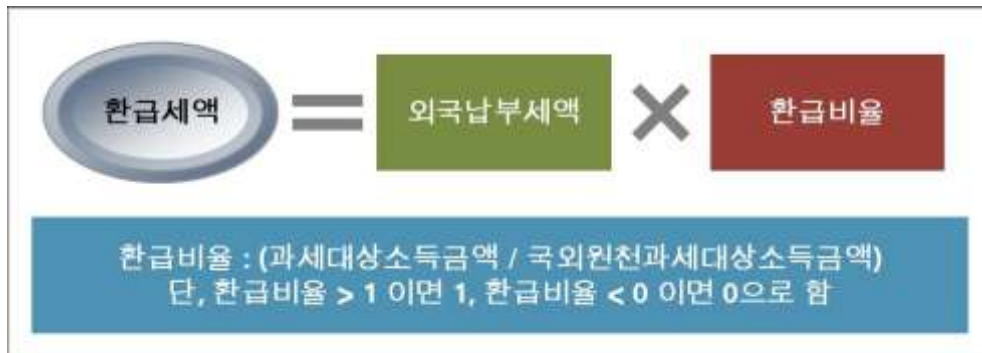 환급세액 = 외국납부세액 × 환급비율
환급비율 : (과세대상소득금액 / 국외원천과세대상소득금액)
단, 환급비율 > 1 이면 1, 환급비율 < 0 이면 0으로 함